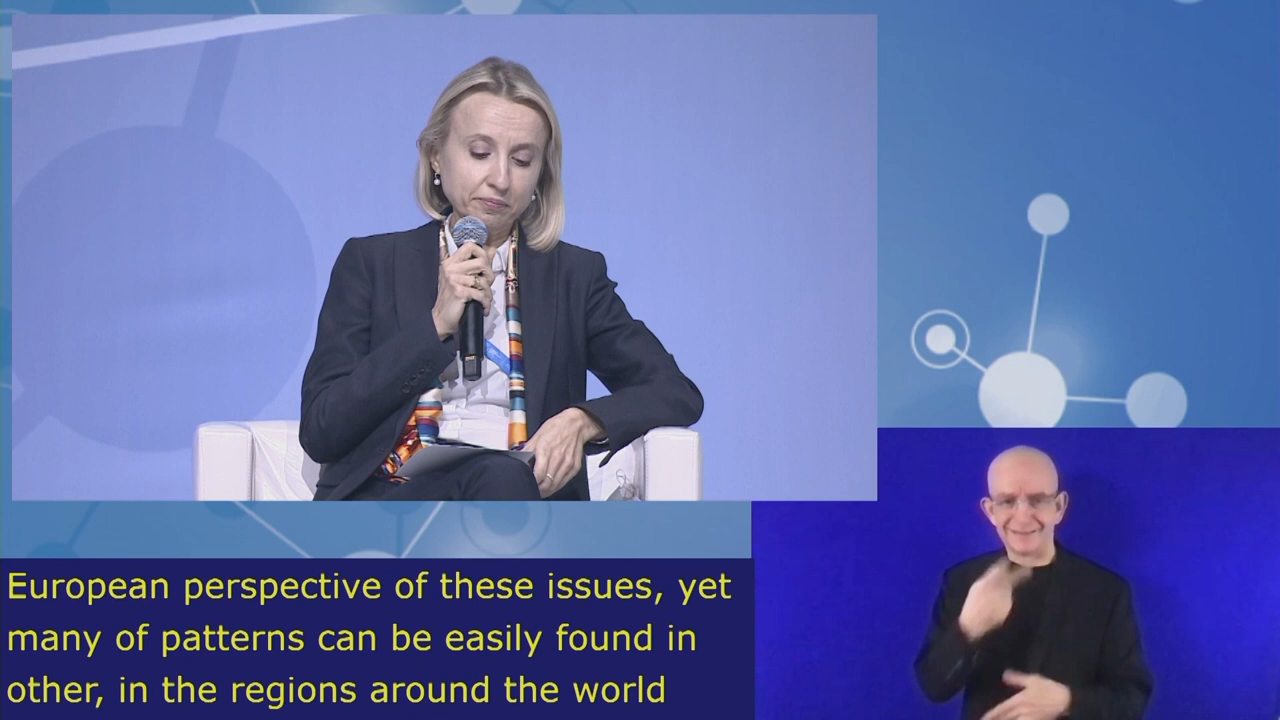 European perspective of these issues, yet
many of patterns can be easily found in
other, in the regions around the world